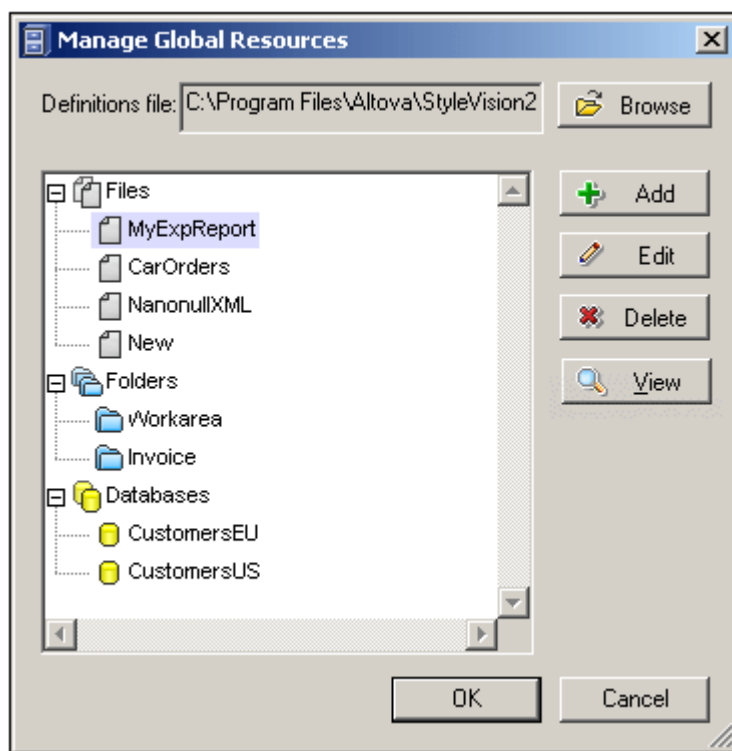 Manage Global Resources
Definitions file: C:\Program Files\Altova\StyleVision2 Browse
Files
MyExpReport
CarOrders
NanonullXML
New
Folders
Workarea
Invoice
Databases
CustomersEU
CustomersUS
Add
Edit
Delete
View
OK Cancel